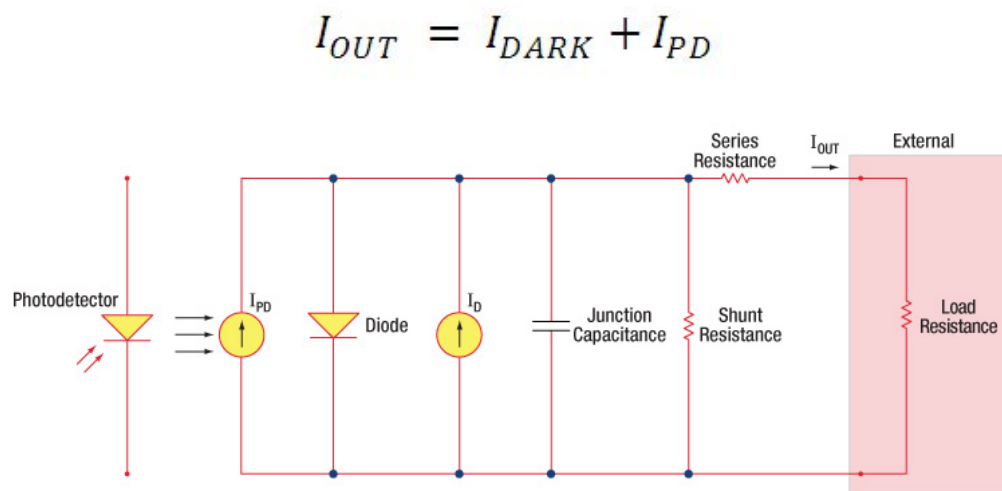 I_OUT = I_DARK + I_PD
Series
Resistance
I_OUT
External
Photodetector
I_PD
Diode
I_D
Junction
Capacitance
Shunt
Resistance
Load
Resistance